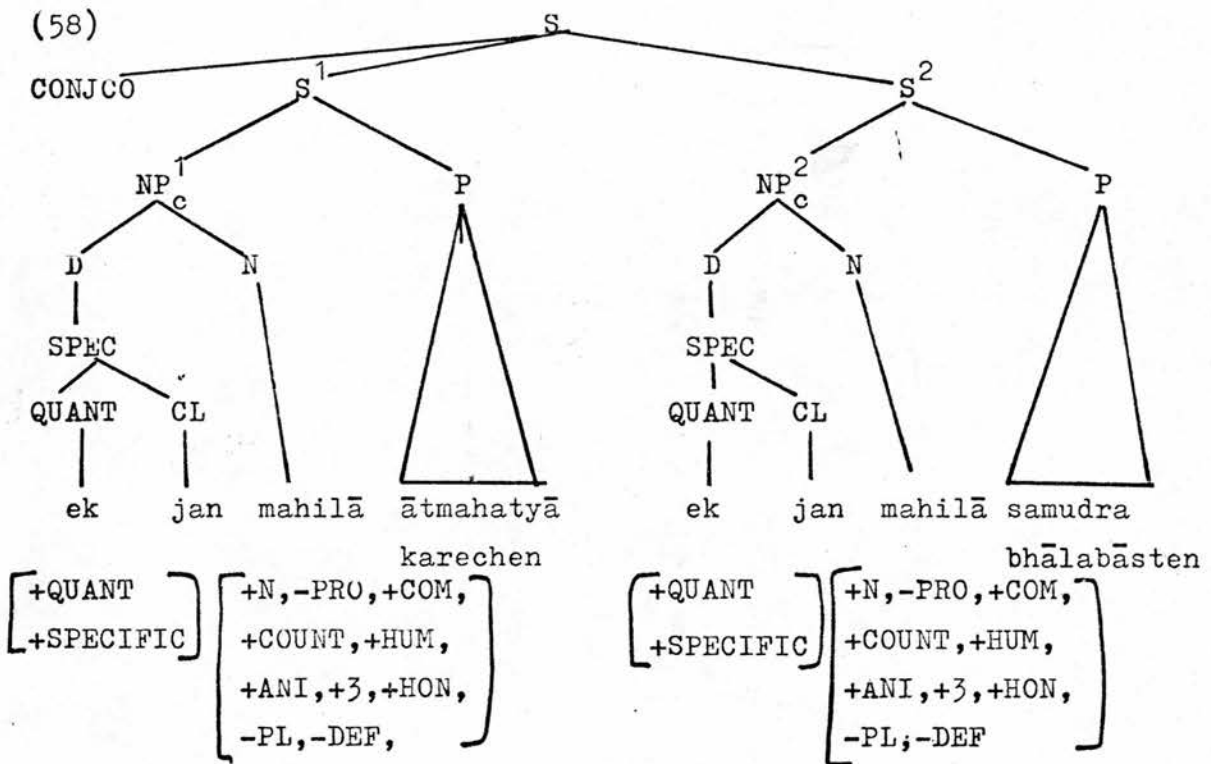 (58)
S
CONJCO S¹ S²
NP¹c P NP²c P
D N D N
SPEC SPEC
QUANT CL QUANT CL
ek jan mahilā ātmahatyā ek jan mahilā samudra
karechen bhālabāsten
+QUANT +N,-PRO,+COM, +QUANT +N,-PRO,+COM,
+SPECIFIC +COUNT,+HUM, +SPECIFIC +COUNT,+HUM,
+ANI,+3,+HON, +ANI,+3,+HON,
-PL,-DEF, -PL,-DEF